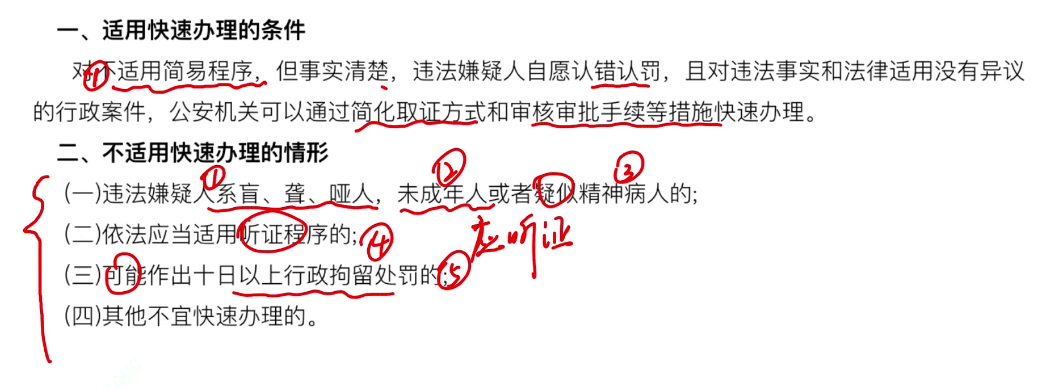 一、适用快速办理的条件
对不适用简易程序，但事实清楚，违法嫌疑人自愿认错认罚，且对违法事实和法律适用没有异议
的行政案件，公安机关可以通过简化取证方式和审核审批手续等措施快速办理。
二、不适用快速办理的情形
(一)违法嫌疑人系盲、聋、哑人，未成年人或者疑似精神病人的;
① ② ③
(二)依法应当适用听证程序的; ④ 应听证
(三)可能作出十日以上行政拘留处罚的; ⑤
(四)其他不宜快速办理的。